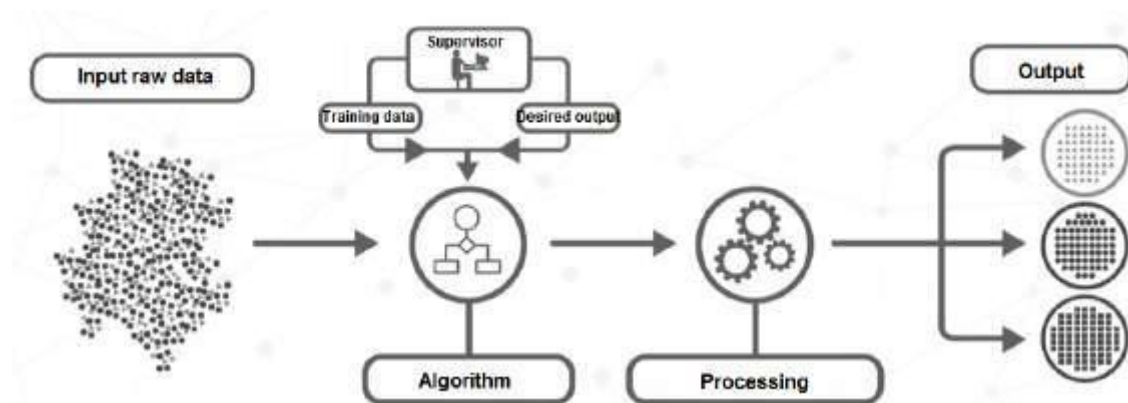 Supervisor
Input raw data
Output
Training data
Desired output
Algorithm
Processing